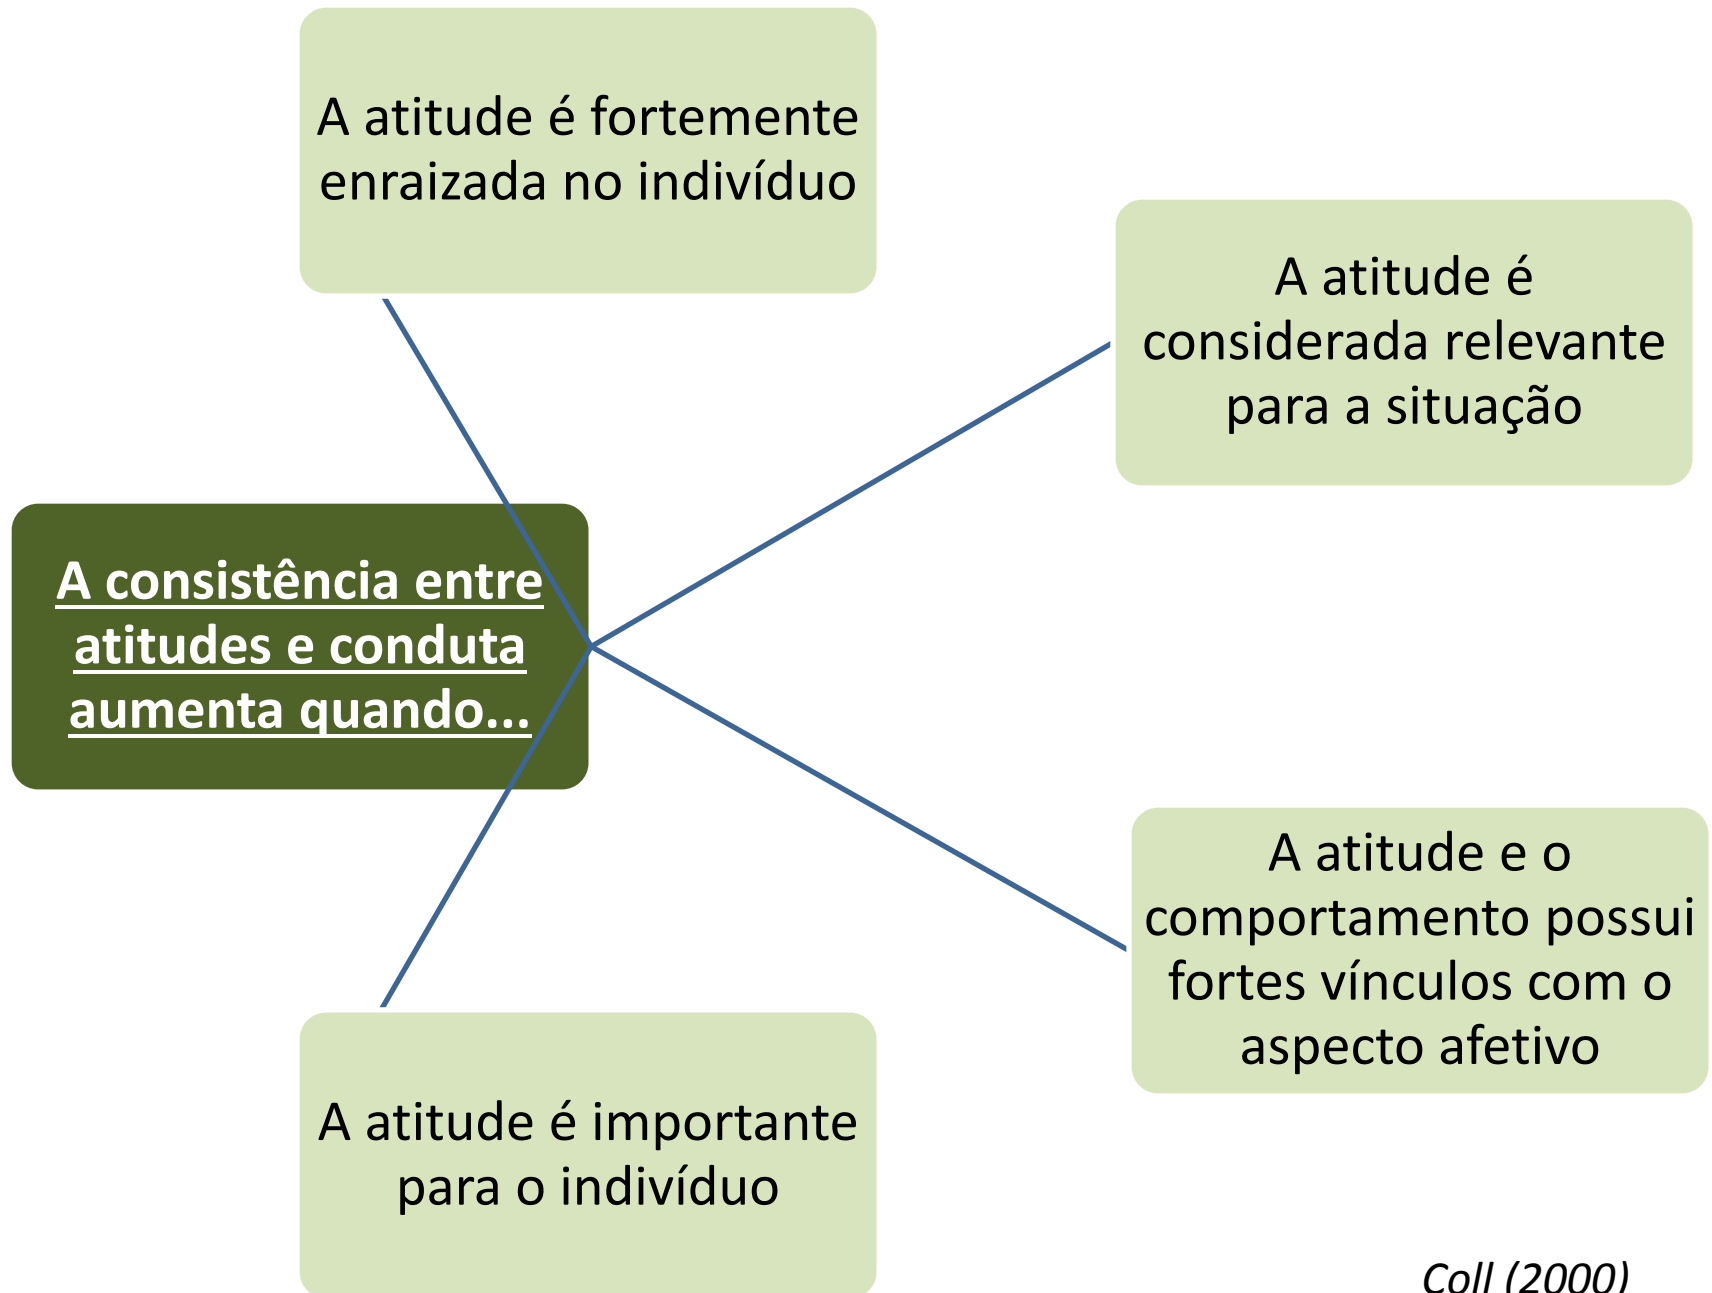 A atitude é fortemente
enraizada no indivíduo
A atitude é
considerada relevante
para a situação
A consistência entre
atitudes e conduta
aumenta quando...
A atitude e o
comportamento possui
fortes vínculos com o
aspecto afetivo
A atitude é importante
para o indivíduo
Coll (2000)